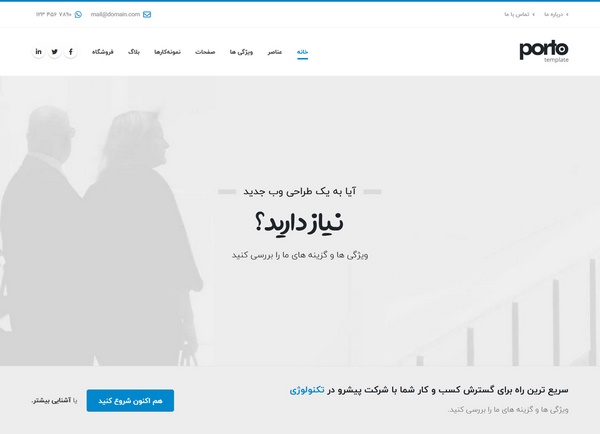 درباره ما
تماس با ما
mail@domain.com
۱۲۳ ۴۵۶ ۷۸۹۰
porto
template
خانه
عناصر
ویژگی ها
صفحات
نمونه‌کارها
بلاگ
فروشگاه
آیا به یک طراحی وب جدید
نیاز دارید؟
ویژگی ها و گزینه های ما را بررسی کنید
سریع ترین راه برای گسترش کسب و کار شما با شرکت پیشرو در تکنولوژی
ویژگی ها و گزینه های ما را بررسی کنید.
هم اکنون شروع کنید
یا آشنایی بیشتر.